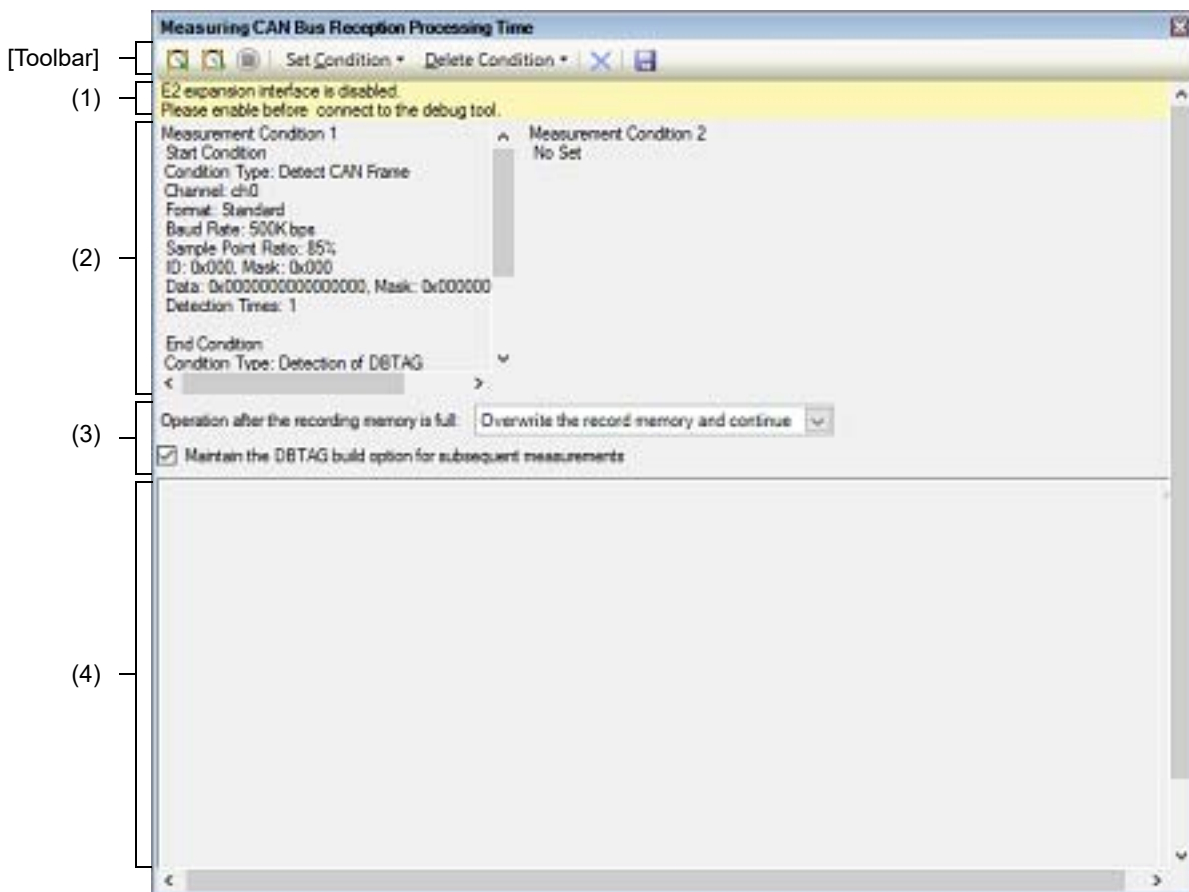 Measuring CAN Bus Reception Processing Time
[Toolbar]
Set Condition
Delete Condition
(1)
E2 expansion interface is disabled.
Please enable before connect to the debug tool.
(2)
Measurement Condition 1
Start Condition
Condition Type: Detect CAN Frame
Channel: ch0
Format: Standard
Baud Rate: 500Kbps
Sample Point Ratio: 85%
ID: 0x000, Mask: 0x000
Data: 0x0000000000000000, Mask: 0x000000
Detection Times: 1
End Condition
Condition Type: Detection of DBTAG
Measurement Condition 2
No Set
(3)
Operation after the recording memory is full: Overwrite the record memory and continue
Maintain the DBTAG build option for subsequent measurements
(4)